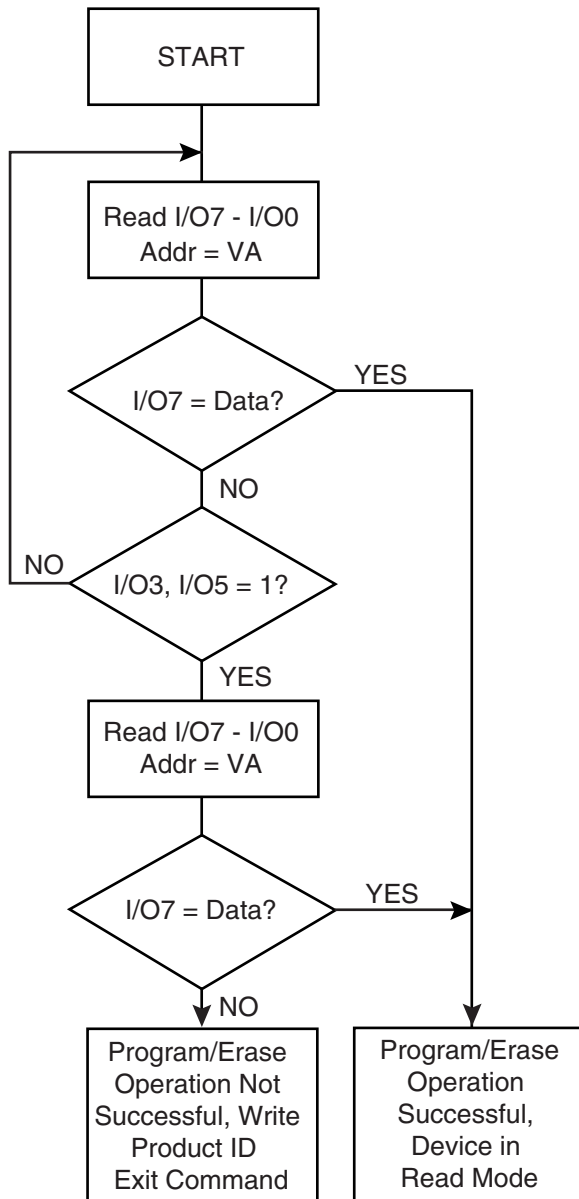 START
Read I/O7 - I/O0
Addr = VA
I/O7 = Data?
YES
NO
NO
I/O3, I/O5 = 1?
YES
Read I/O7 - I/O0
Addr = VA
I/O7 = Data?
YES
NO
Program/Erase
Operation Not
Successful, Write
Product ID
Exit Command
Program/Erase
Operation
Successful,
Device in
Read Mode